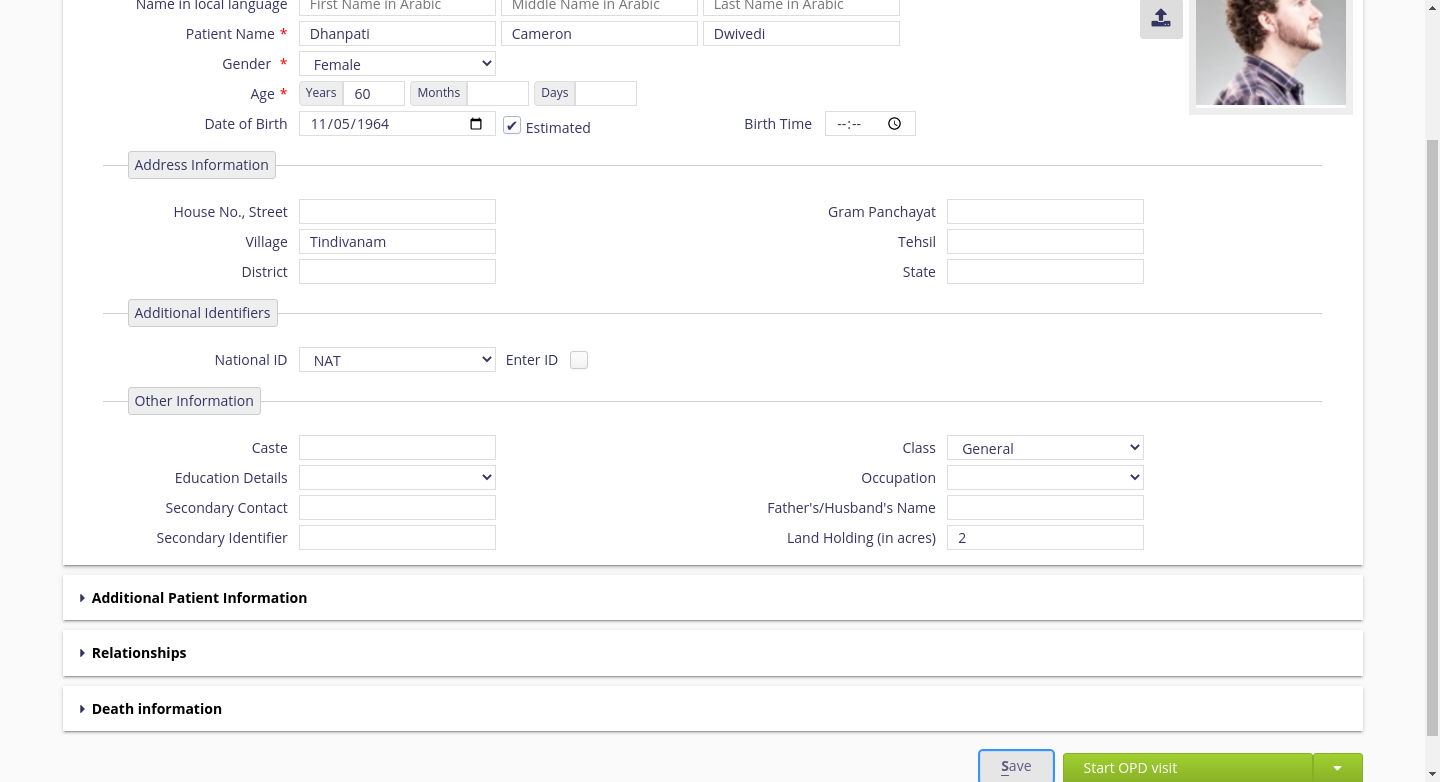 Name in local language First Name in Arabic Middle Name in Arabic Last Name in Arabic
Patient Name * Dhanpati Cameron Dwivedi
Gender * Female
Age * Years 60 Months Days
Date of Birth 11/05/1964 Estimated Birth Time --:--
Address Information
House No., Street Gram Panchayat
Village Tindivanam Tehsil
District State
Additional Identifiers
National ID NAT Enter ID
Other Information
Caste Class General
Education Details Occupation
Secondary Contact Father's/Husband's Name
Secondary Identifier Land Holding (in acres) 2
Additional Patient Information
Relationships
Death information
Save Start OPD visit